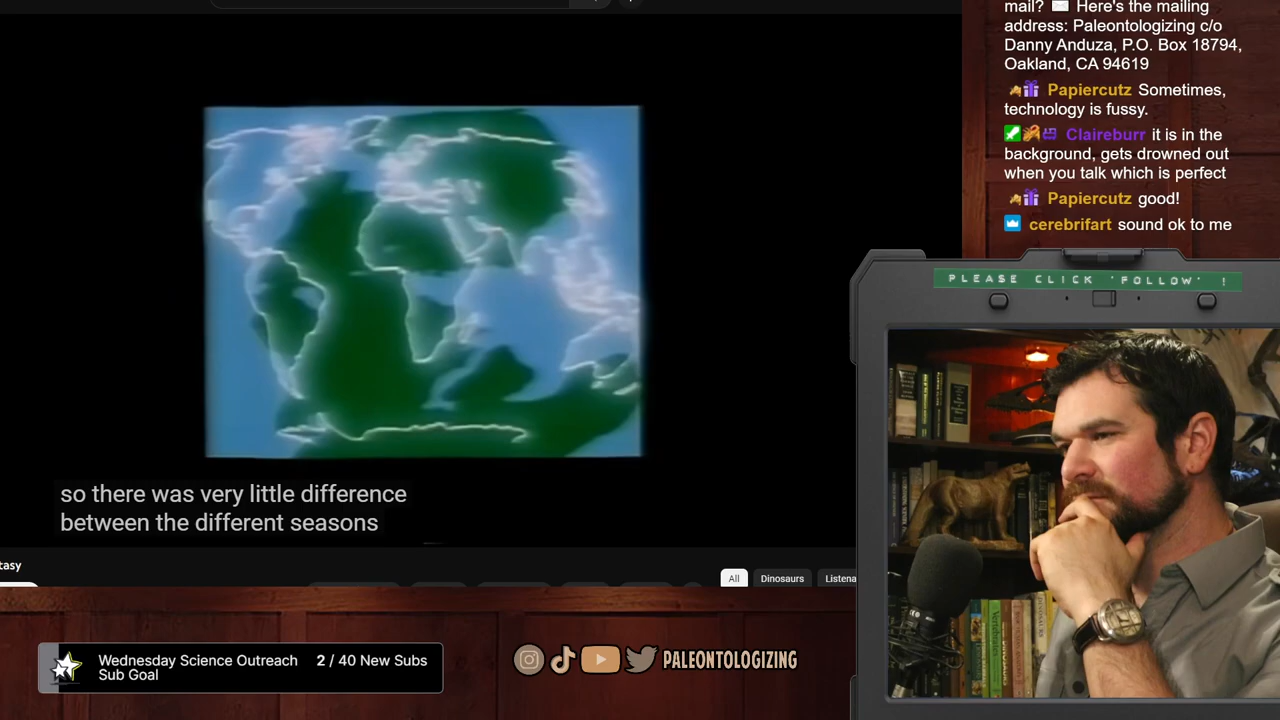 mail? ✉️ Here's the mailing
address: Paleontologizing c/o
Danny Anduza, P.O. Box 18794,
Oakland, CA 94619
Papiercutz Sometimes,
technology is fussy.
Claireburr it is in the
background, gets drowned out
when you talk which is perfect
Papiercutz good!
cerebrifart sound ok to me
PLEASE CLICK 'FOLLOW' !
so there was very little difference
between the different seasons
tasy
All Dinosaurs Listena
Wednesday Science Outreach 2 / 40 New Subs
Sub Goal
PALEONTOLOGIZING